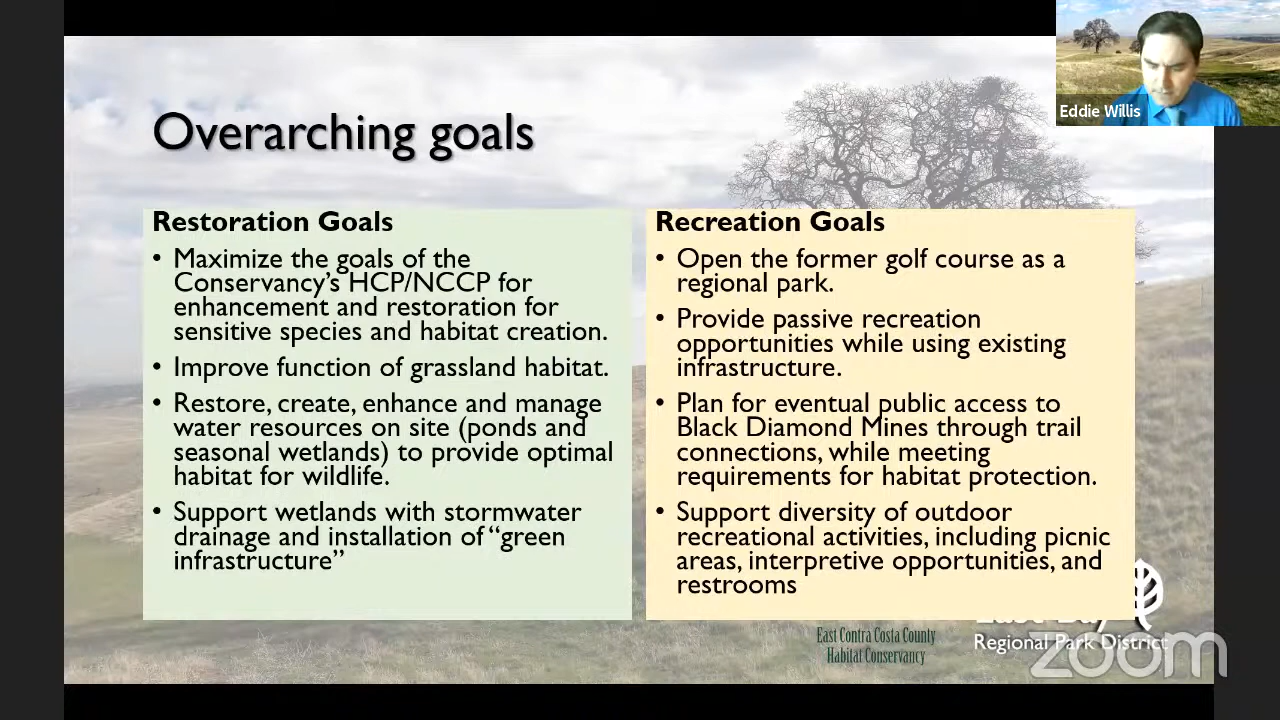 Overarching goals
Eddie Willis
Restoration Goals
• Maximize the goals of the
Conservancy's HCP/NCCP for
enhancement and restoration for
sensitive species and habitat creation.
• Improve function of grassland habitat.
• Restore, create, enhance and manage
water resources on site (ponds and
seasonal wetlands) to provide optimal
habitat for wildlife.
• Support wetlands with stormwater
drainage and installation of “green
infrastructure”
Recreation Goals
• Open the former golf course as a
regional park.
• Provide passive recreation
opportunities while using existing
infrastructure.
• Plan for eventual public access to
Black Diamond Mines through trail
connections, while meeting
requirements for habitat protection.
• Support diversity of outdoor
recreational activities, including picnic
areas, interpretive opportunities, and
restrooms
East Contra Costa County
Habitat Conservancy
East Bay
Regional Park District
zoom